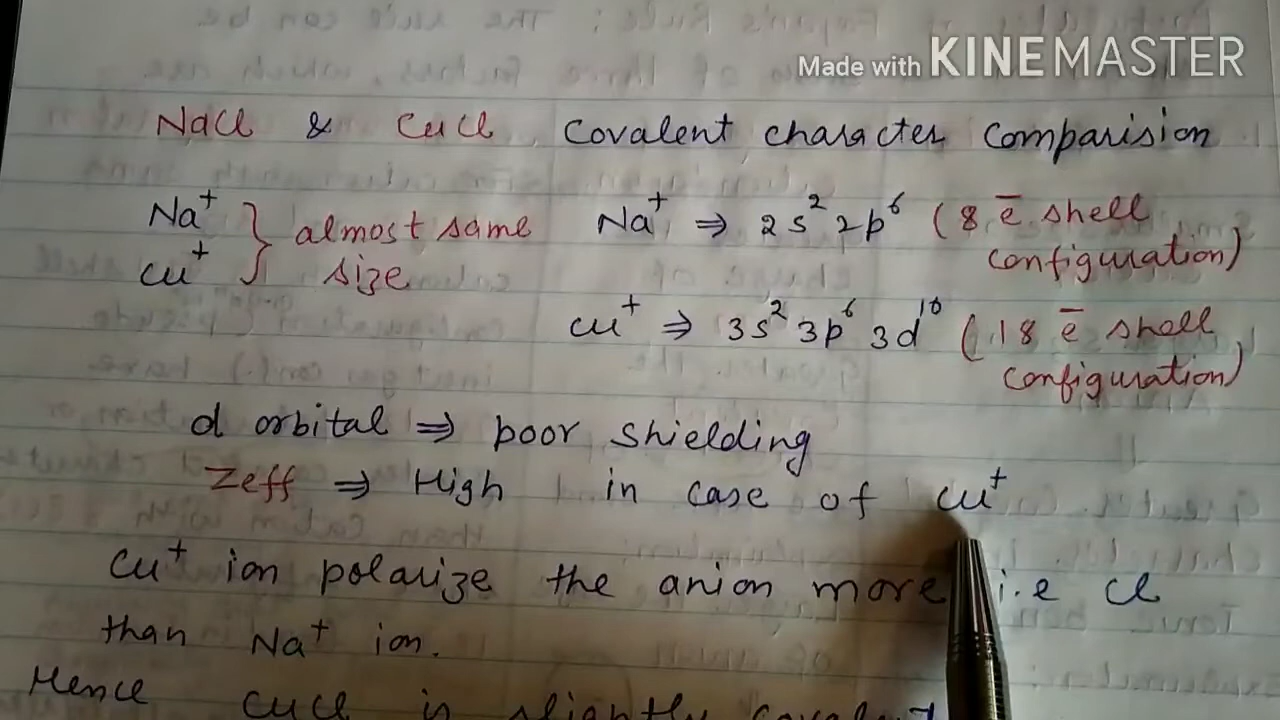 Made with KINEMASTER
NaCl & CuCl Covalent character Comparision
Na⁺ } almost same
Cu⁺ size
Na⁺ ⇒ 2s² 2p⁶ (8 e̅ shell
configuration)
Cu⁺ ⇒ 3s² 3p⁶ 3d¹⁰ (18 e̅ shell
configuration)
d orbital ⇒ poor shielding
Zeff ⇒ High in case of Cu⁺
Cu⁺ ion polarize the anion more i.e Cl
than Na⁺ ion.
Hence CuCl is slightly covalent